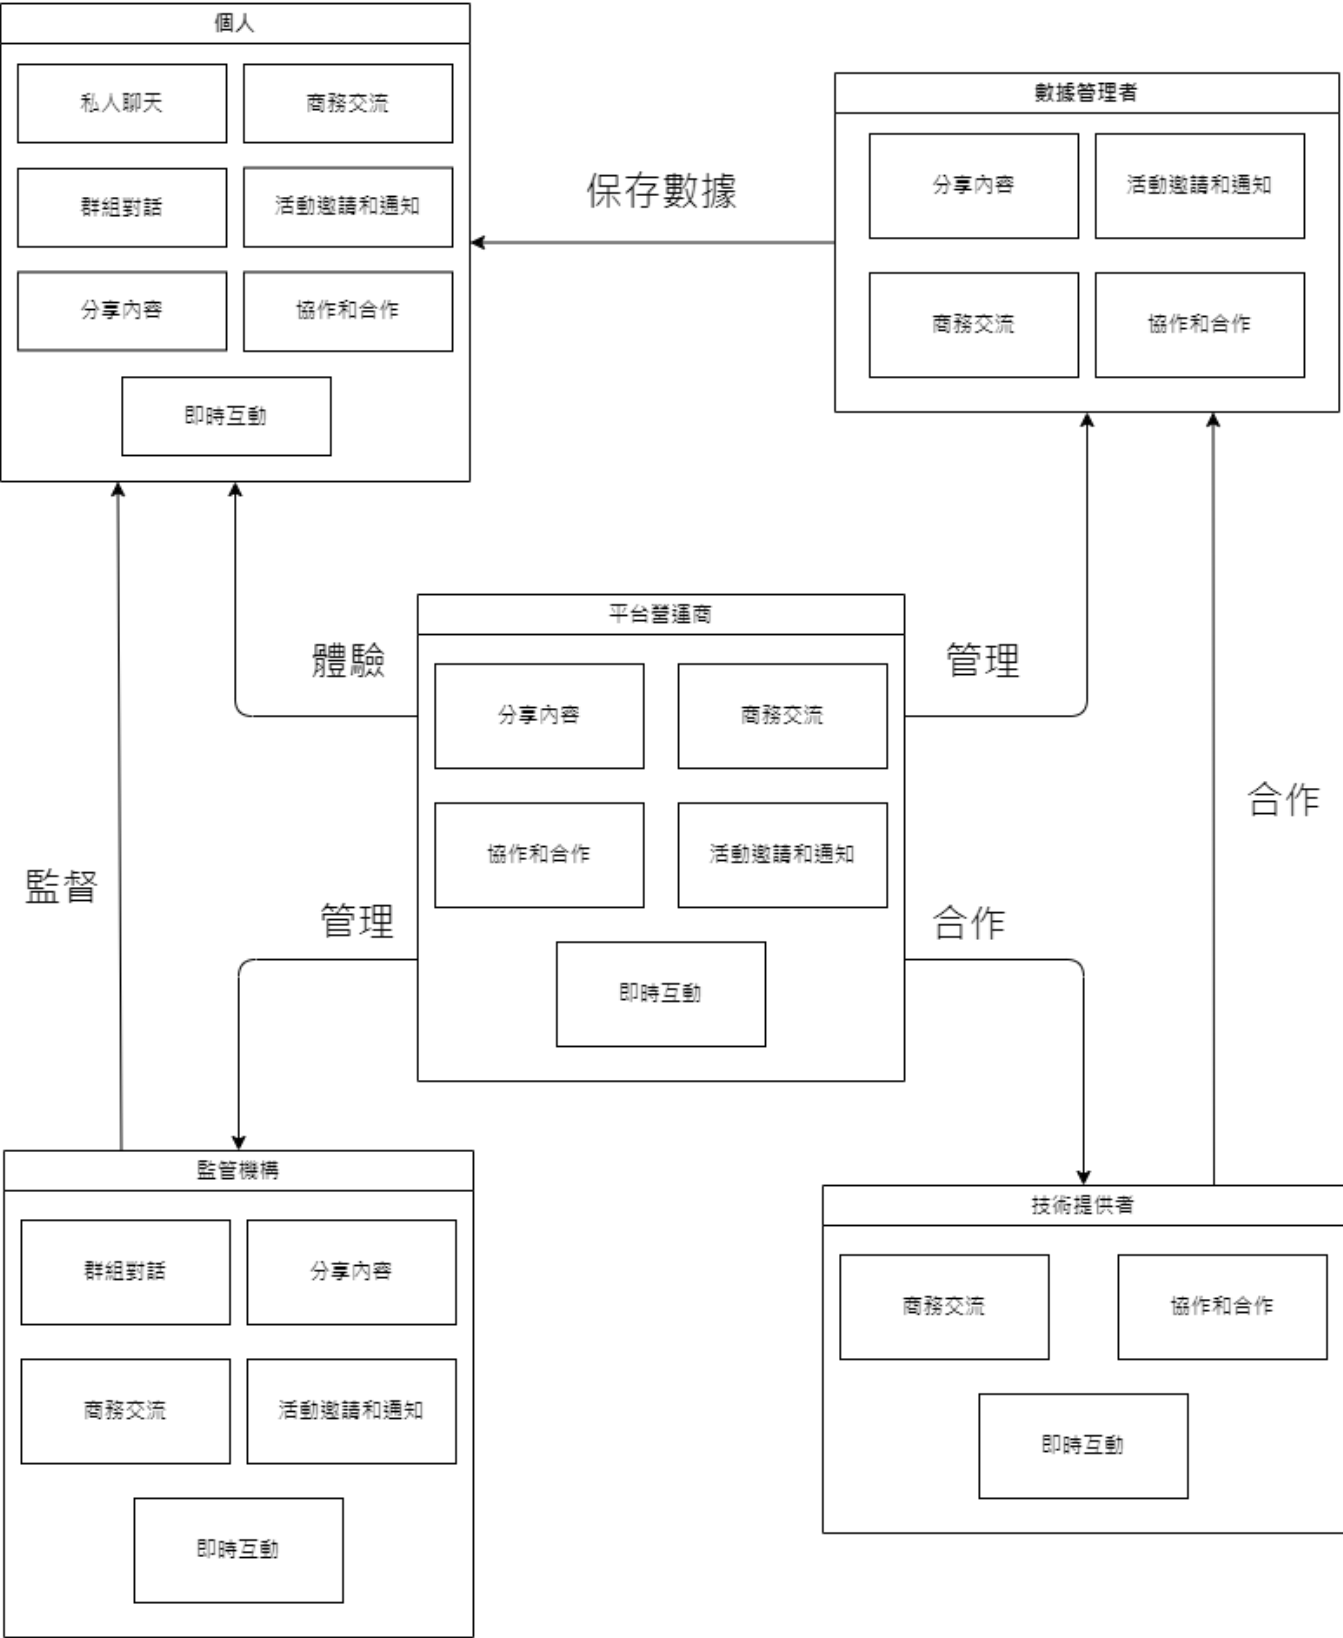 個人
私人聊天
商務交流
群組對話
活動邀請和通知
分享內容
協作和合作
即時互動
保存數據
數據管理者
分享內容
活動邀請和通知
商務交流
協作和合作
體驗
平台營運商
管理
分享內容
商務交流
協作和合作
活動邀請和通知
即時互動
合作
監督
管理
合作
監管機構
群組對話
分享內容
商務交流
活動邀請和通知
即時互動
技術提供者
商務交流
協作和合作
即時互動